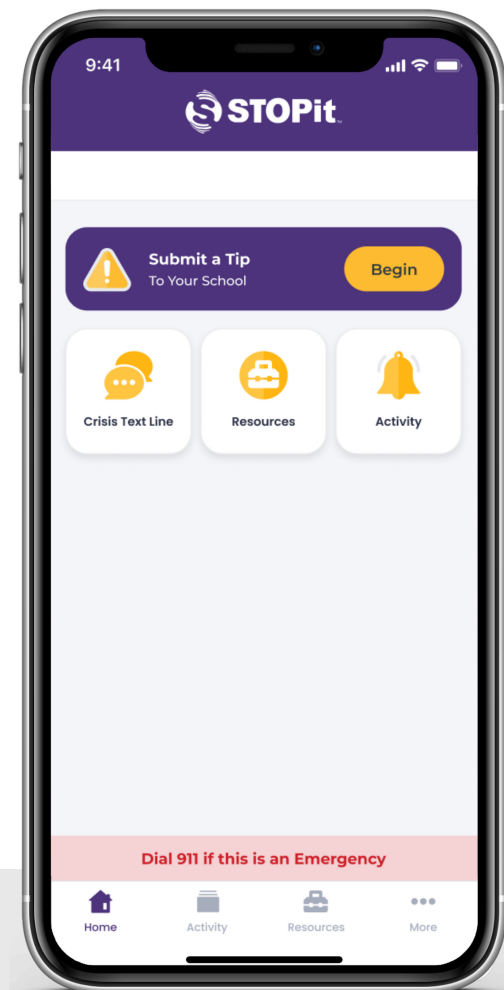 9:41
STOPit™
Submit a Tip
To Your School
Begin
Crisis Text Line
Resources
Activity
Dial 911 if this is an Emergency
Home
Activity
Resources
More